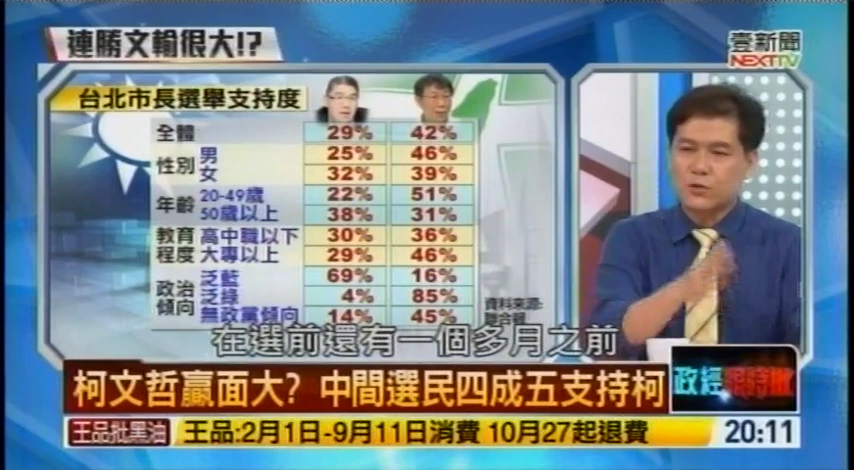 連勝文輸很大!?
壹新聞
NEXTTV
台北市長選舉支持度
全體 29% 42%
性別 男 25% 46%
女 32% 39%
年齡 20-49歲 22% 51%
50歲以上 38% 31%
教育程度 高中職以下 30% 36%
大專以上 29% 46%
政治傾向 泛藍 69% 16%
泛綠 4% 85%
無政黨傾向 14% 45%
資料來源:
聯合報
在選前還有一個多月之前
柯文哲贏面大? 中間選民四成五支持柯
政經
王品批黑油 王品:2月1日-9月11日消費 10月27起退費 20:11